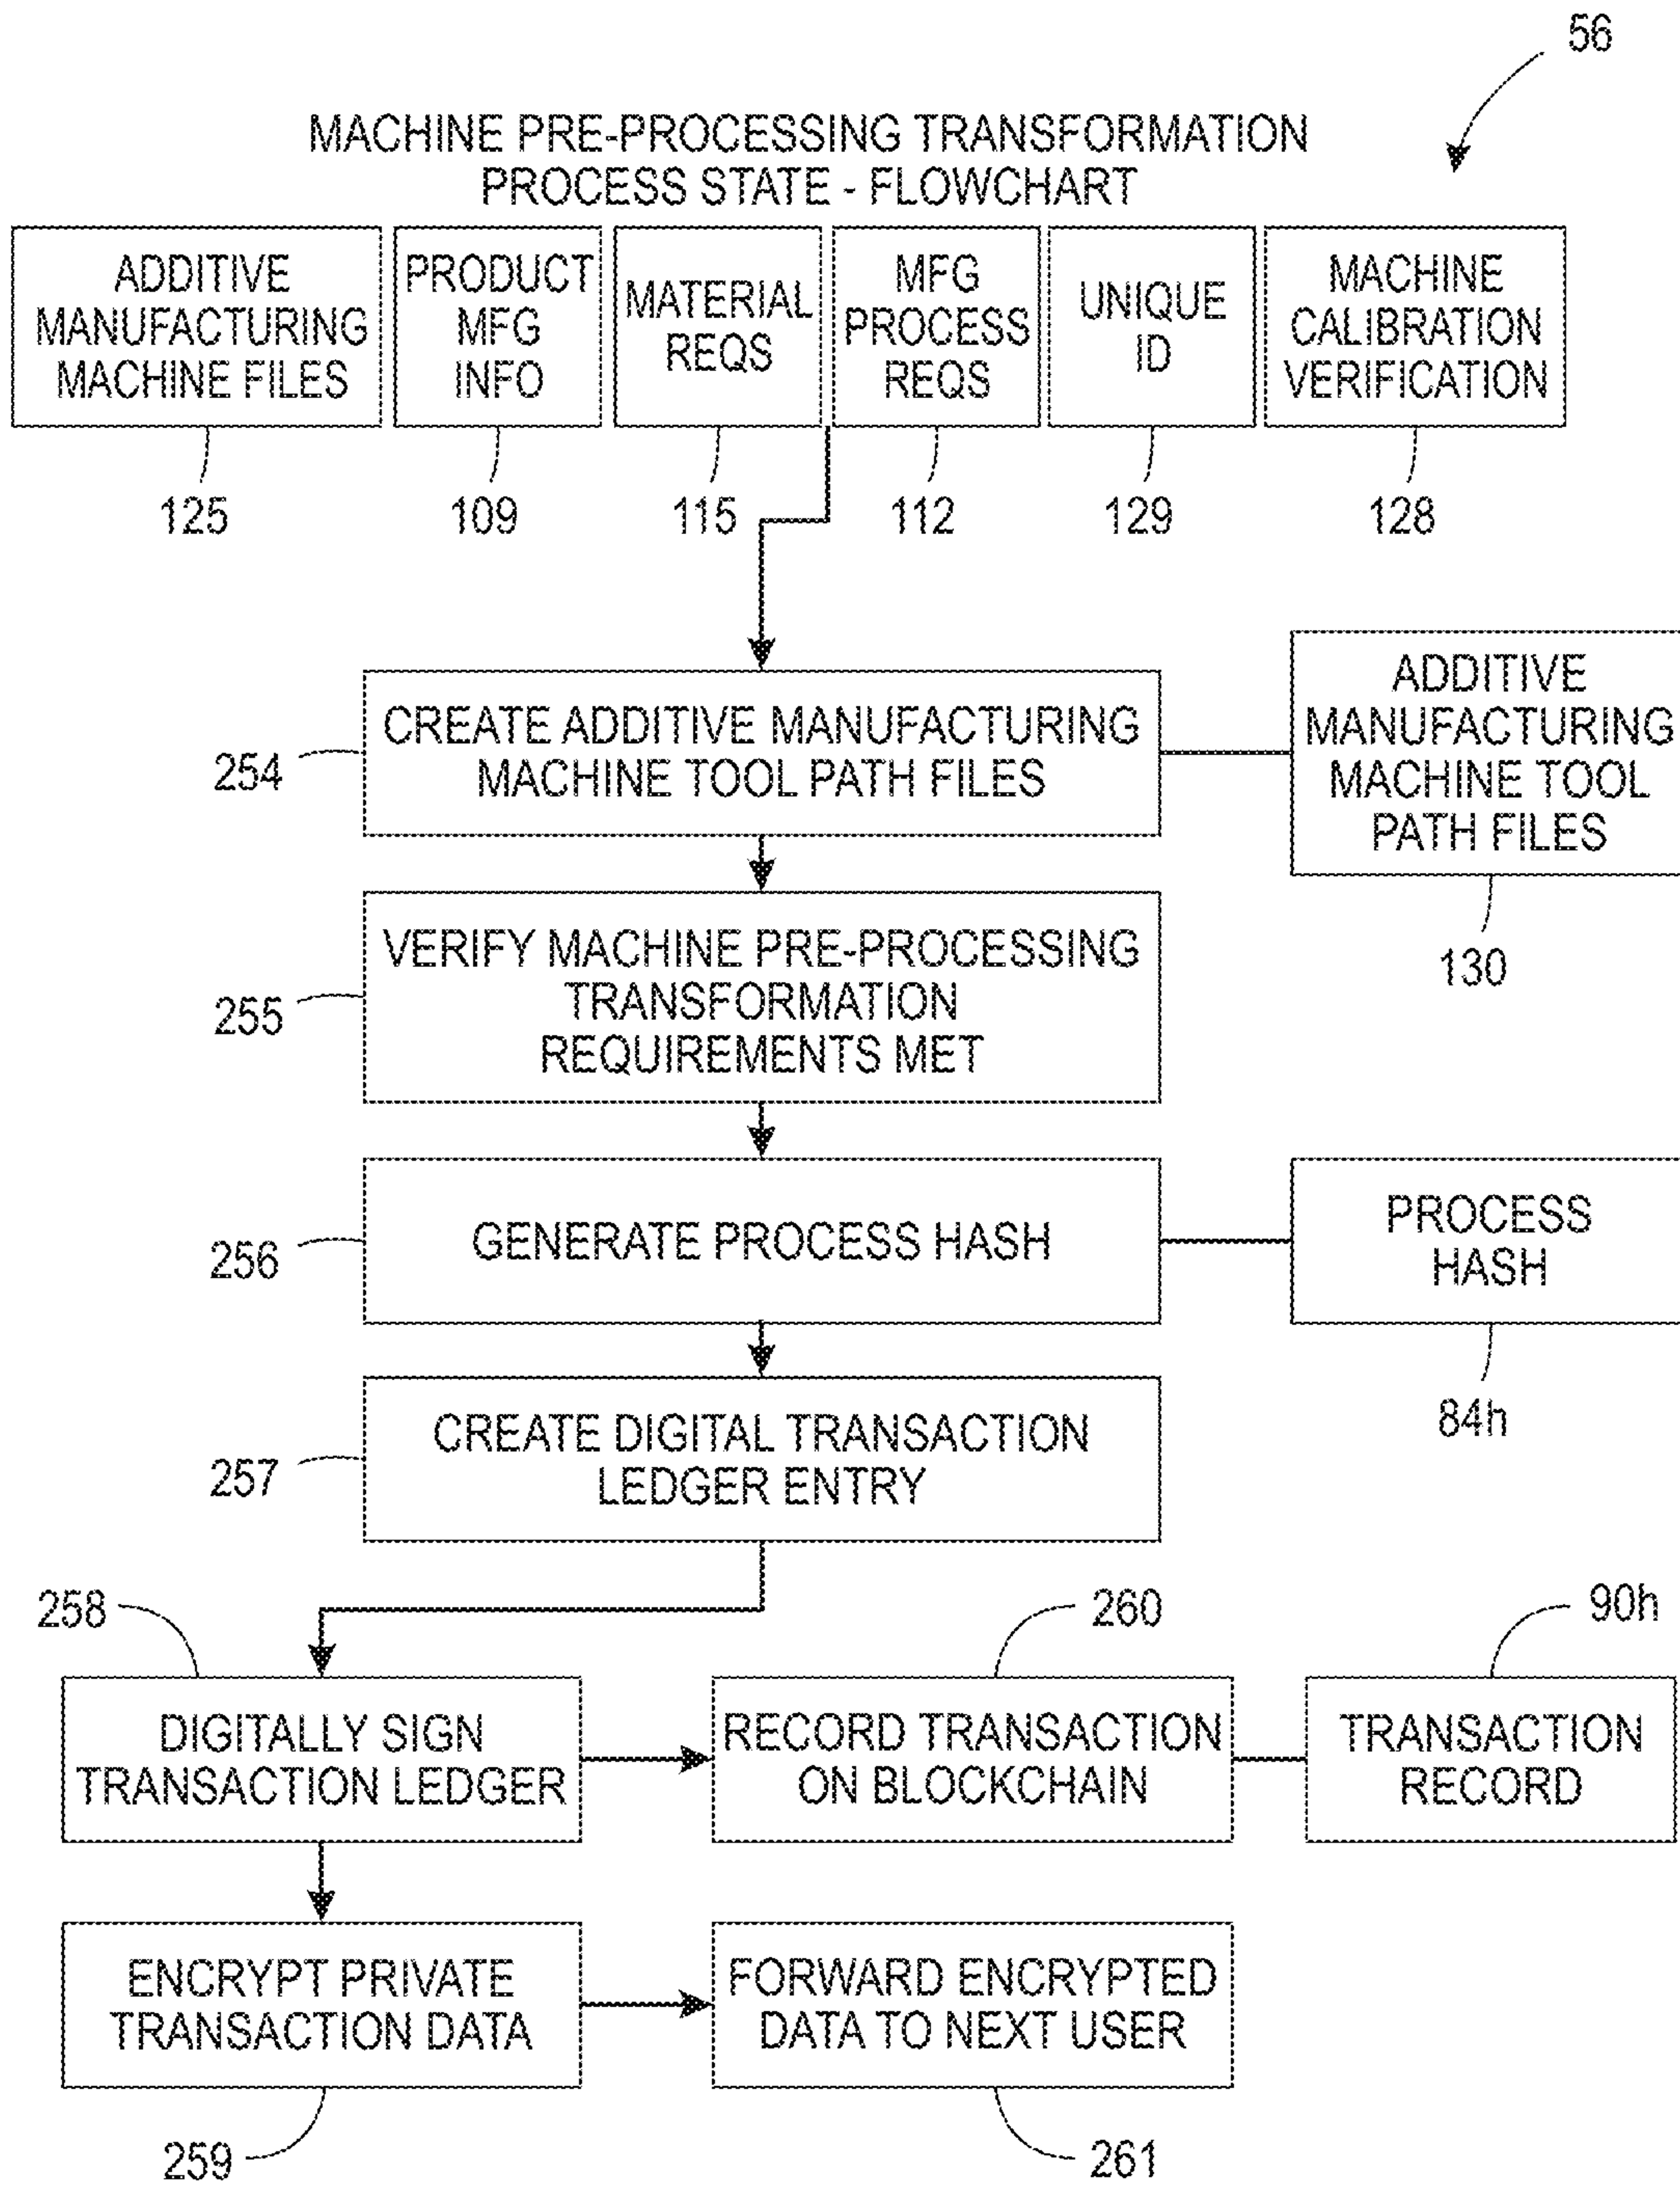 56
MACHINE PRE-PROCESSING TRANSFORMATION
PROCESS STATE - FLOWCHART
ADDITIVE
MANUFACTURING
MACHINE FILES
PRODUCT
MFG
INFO
MATERIAL
REQS
MFG
PROCESS
REQS
UNIQUE
ID
MACHINE
CALIBRATION
VERIFICATION
125
109
115
112
129
128
254
CREATE ADDITIVE MANUFACTURING
MACHINE TOOL PATH FILES
ADDITIVE
MANUFACTURING
MACHINE TOOL
PATH FILES
130
255
VERIFY MACHINE PRE-PROCESSING
TRANSFORMATION
REQUIREMENTS MET
256
GENERATE PROCESS HASH
PROCESS
HASH
84h
257
CREATE DIGITAL TRANSACTION
LEDGER ENTRY
258
260
90h
DIGITALLY SIGN
TRANSACTION LEDGER
RECORD TRANSACTION
ON BLOCKCHAIN
TRANSACTION
RECORD
ENCRYPT PRIVATE
TRANSACTION DATA
FORWARD ENCRYPTED
DATA TO NEXT USER
259
261